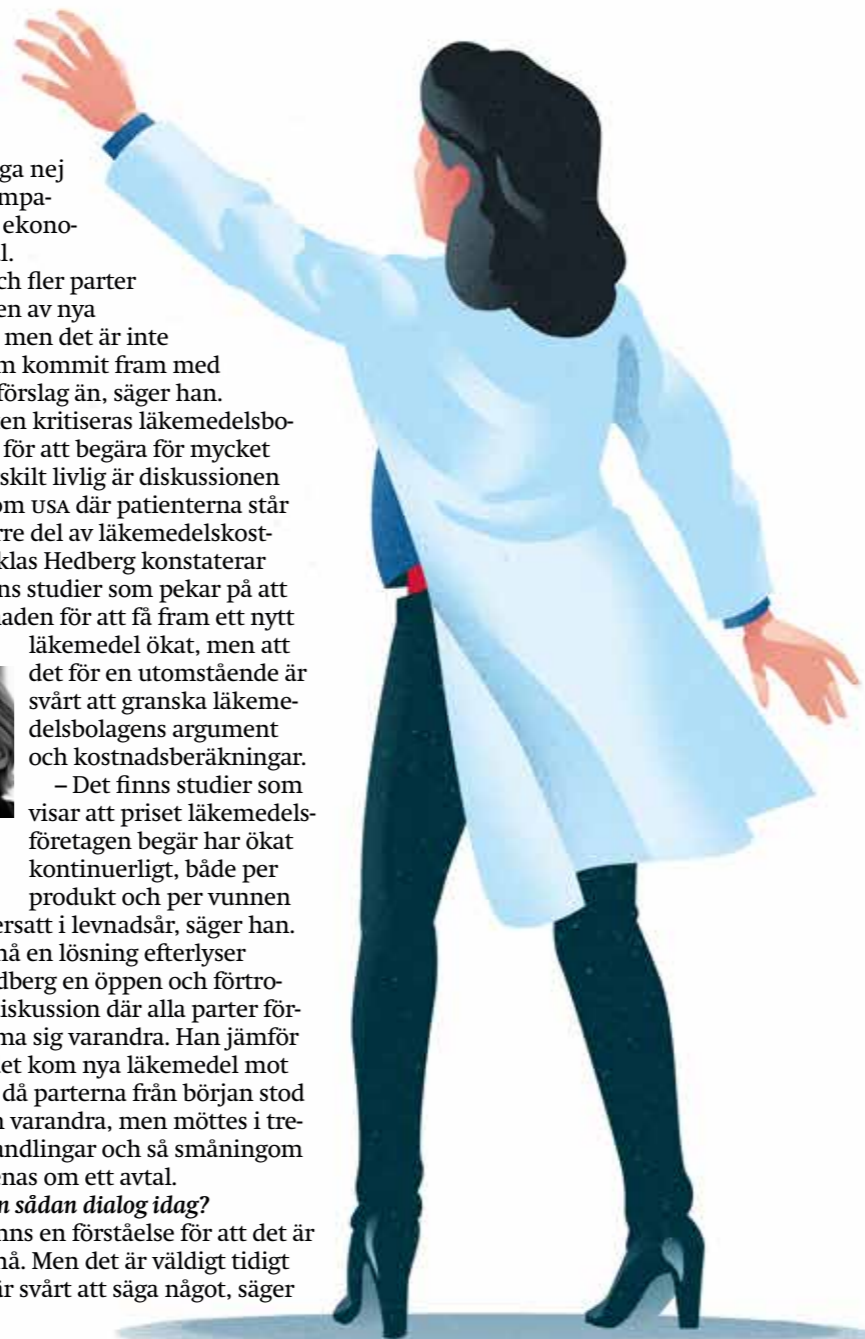 ga nej
mpa-
ekono-
l.
ch fler parter
en av nya
men det är inte
m kommit fram med
förslag än, säger han.
en kritiseras läkemedelsbo-
för att begära för mycket
skilt livlig är diskussionen
om USA där patienterna står
rre del av läkemedelskost-
klas Hedberg konstaterar
ns studier som pekar på att
naden för att få fram ett nytt
läkemedel ökat, men att
det för en utomstående är
svårt att granska läkeme-
delsbolagens argument
och kostnadsberäkningar.
– Det finns studier som
visar att priset läkemedels-
företagen begär har ökat
kontinuerligt, både per
produkt och per vunnen
ersatt i levnadsår, säger han.
nå en lösning efterlyser
dberg en öppen och förtro-
iskussion där alla parter för-
ma sig varandra. Han jämför
det kom nya läkemedel mot
då parterna från början stod
n varandra, men möttes i tre-
andlingar och så småningom
enas om ett avtal.
n sådan dialog idag?
nns en förståelse för att det är
nå. Men det är väldigt tidigt
är svårt att säga något, säger